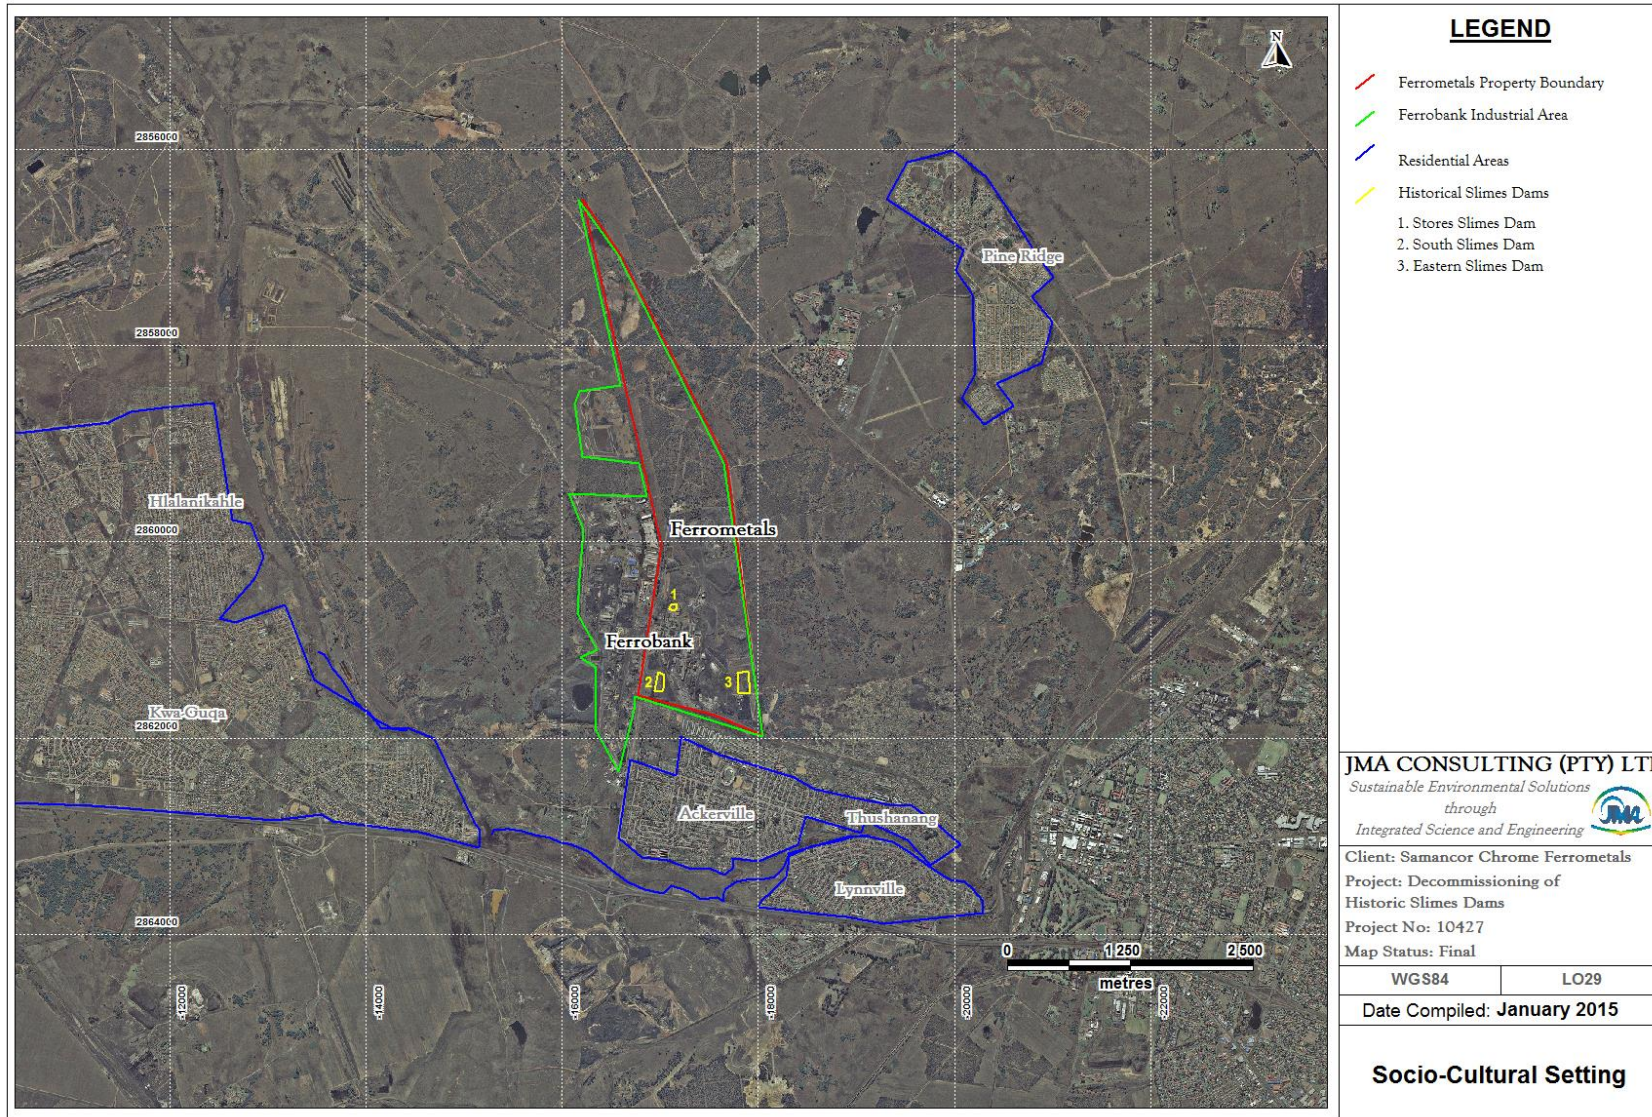 N
2856000
Pine Ridge
2858000
Hlalanikahle
2860000
Ferrometals
1
Ferrobank
2
3
Kwa-Guqa
2862000
Ackerville
Thushanang
Lynnville
2864000
0 1 250 2 500
metres
-12000
-14000
-16000
-18000
-20000
-22000
LEGEND
Ferrometals Property Boundary
Ferrobank Industrial Area
Residential Areas
Historical Slimes Dams
1. Stores Slimes Dam
2. South Slimes Dam
3. Eastern Slimes Dam
JMA CONSULTING (PTY) LT
Sustainable Environmental Solutions
through
Integrated Science and Engineering
JMA
Client: Samancor Chrome Ferrometals
Project: Decommissioning of
Historic Slimes Dams
Project No: 10427
Map Status: Final
WGS84 LO29
Date Compiled: January 2015
Socio-Cultural Setting